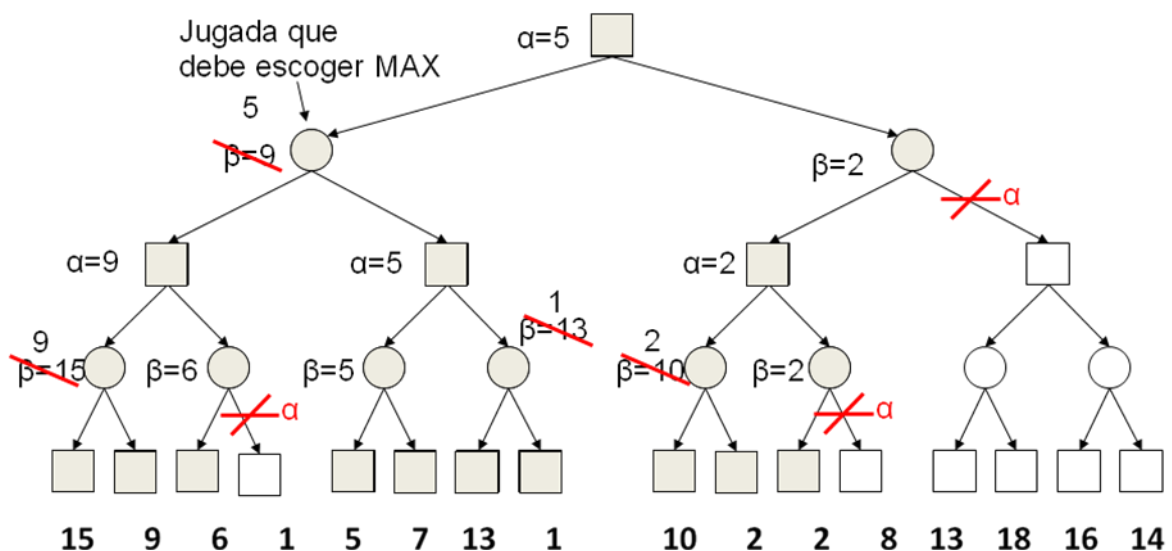 Jugada que
debe escoger MAX
α=5
5
β=9
β=2
α
α=9
α=5
α=2
9
β=15
β=6
β=5
1
β=13
2
β=10
β=2
α
α
15 9 6 1 5 7 13 1 10 2 2 8 13 18 16 14